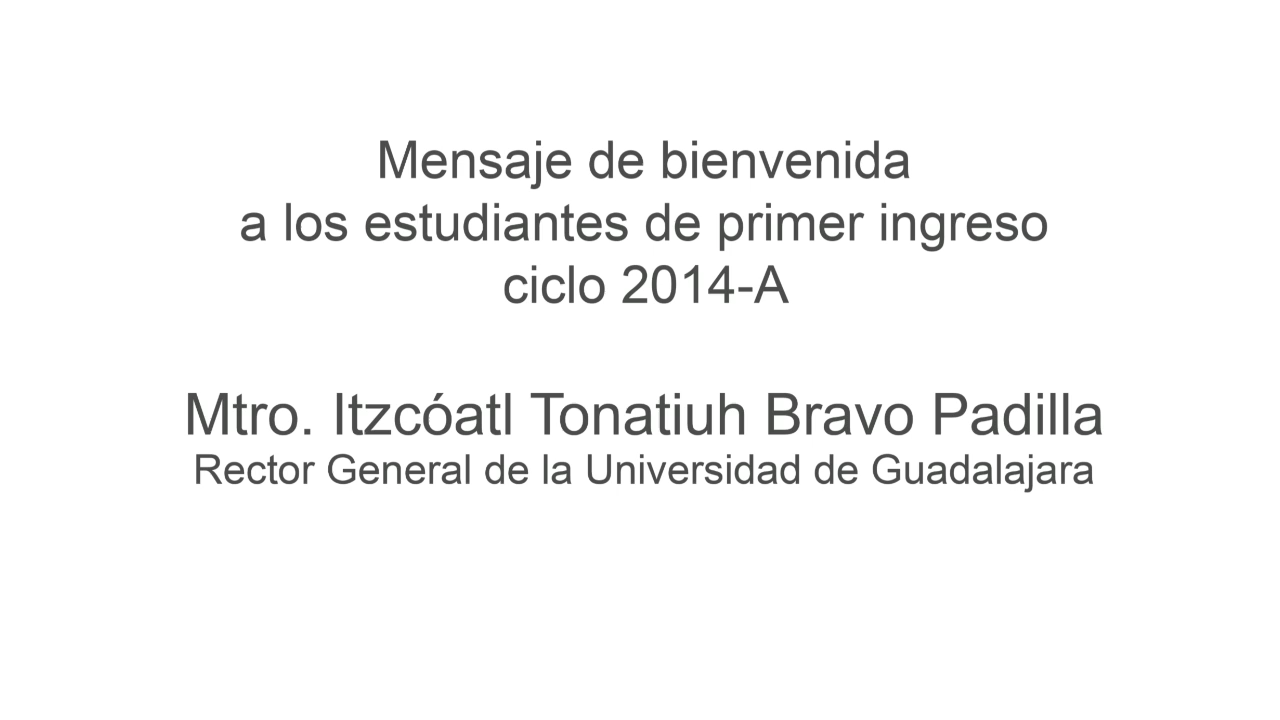 Mensaje de bienvenida
a los estudiantes de primer ingreso
ciclo 2014-A
Mtro. Itzcóatl Tonatiuh Bravo Padilla
Rector General de la Universidad de Guadalajara